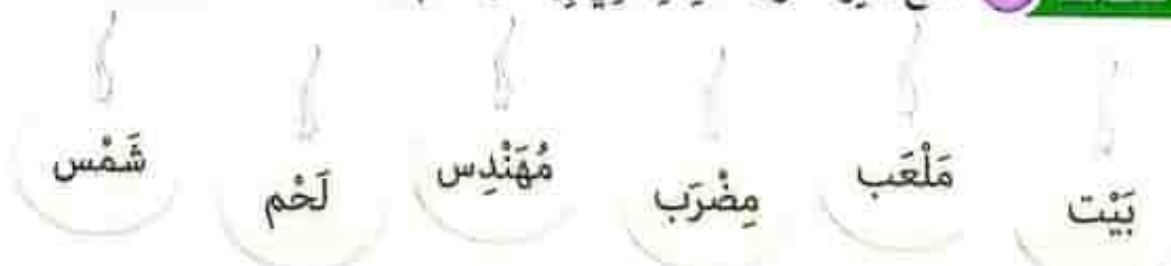 بَيْت
مَلْعَب
مِضْرَب
مُهَنْدِس
لَحْم
شَمْس